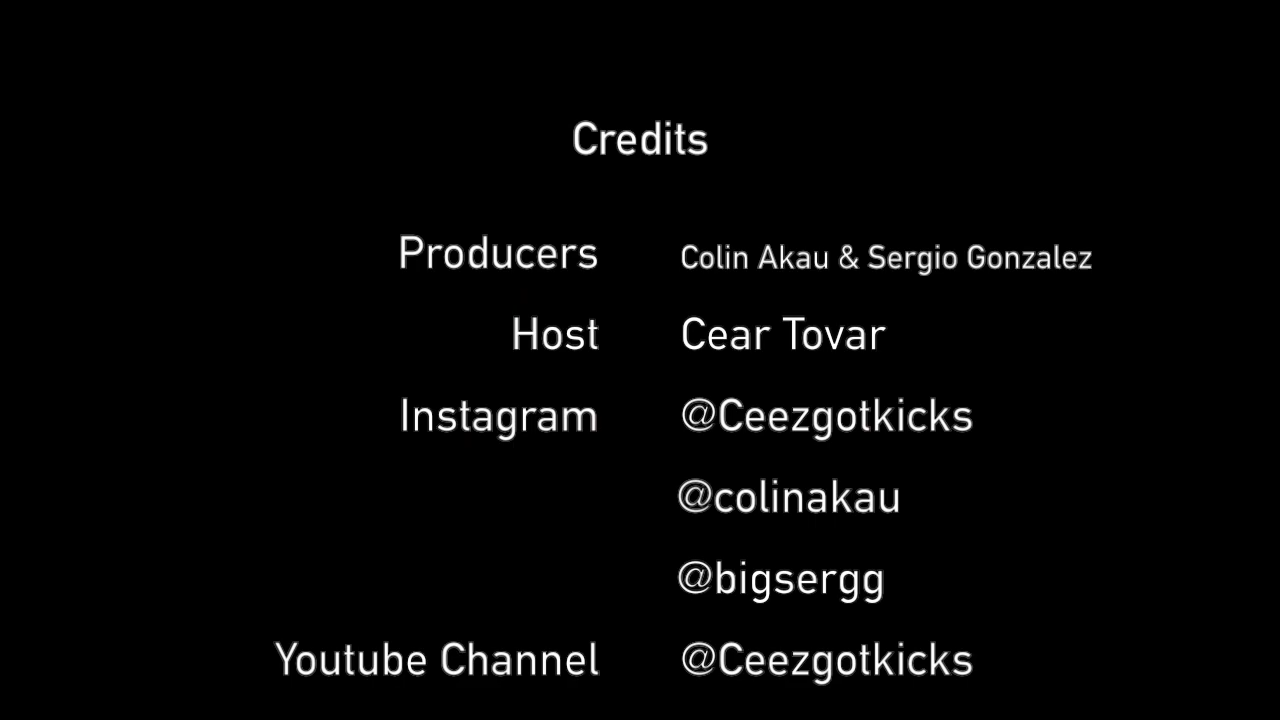 Credits
Producers Colin Akau & Sergio Gonzalez
Host Cear Tovar
Instagram @Ceezgotkicks
@colinakau
@bigsergg
Youtube Channel @Ceezgotkicks